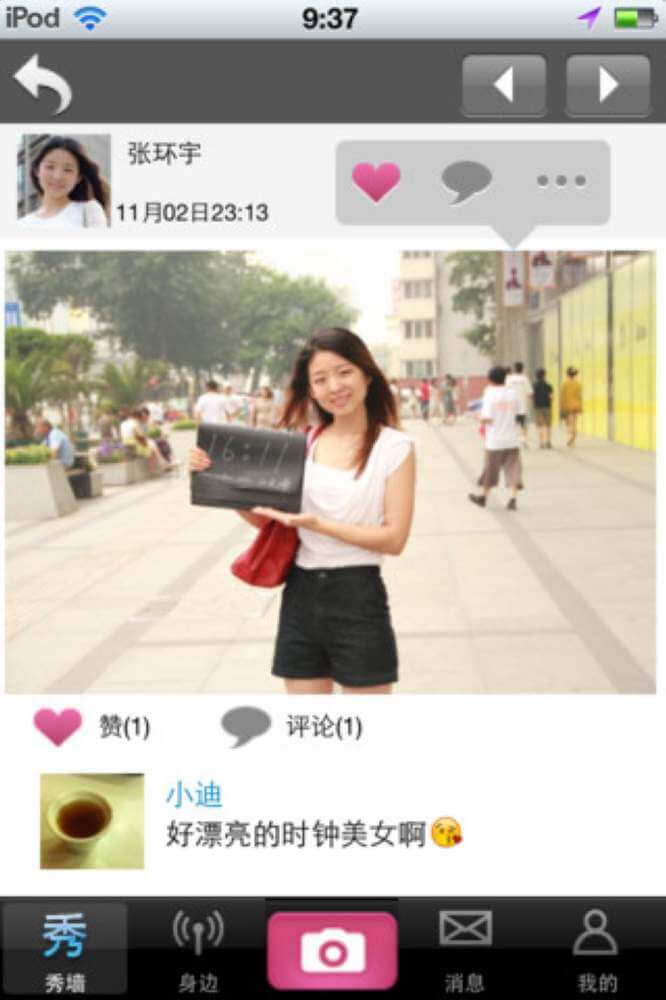 iPod 9:37
张环宇
11月02日23:13
16:11
赞(1) 评论(1)
小迪
好漂亮的时钟美女啊
秀
秀墙 身边 消息 我的